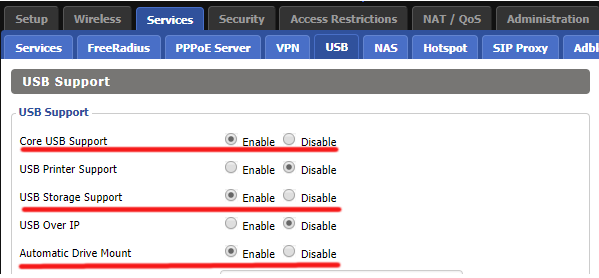 Setup Wireless Services Security Access Restrictions NAT / QoS Administration
Services FreeRadius PPPoE Server VPN USB NAS Hotspot SIP Proxy Adbl
USB Support
USB Support
Core USB Support Enable Disable
USB Printer Support Enable Disable
USB Storage Support Enable Disable
USB Over IP Enable Disable
Automatic Drive Mount Enable Disable